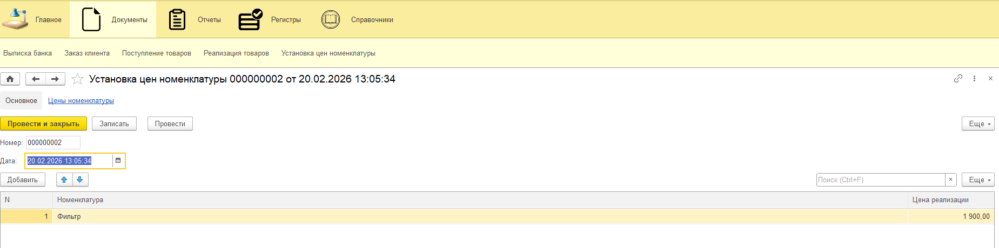 Главное Документы Отчеты Регистры Справочники
Выписка банка Заказ клиента Поступление товаров Реализация товаров Установка цен номенклатуры
Установка цен номенклатуры 000000002 от 20.02.2026 13:05:34
Основное Цены номенклатуры
Провести и закрыть Записать Провести Еще
Номер: 000000002
Дата: 20.02.2026 13:05:34
Добавить Поиск (Ctrl+F) × Еще
N Номенклатура Цена реализации
1 Фильтр 1 900,00